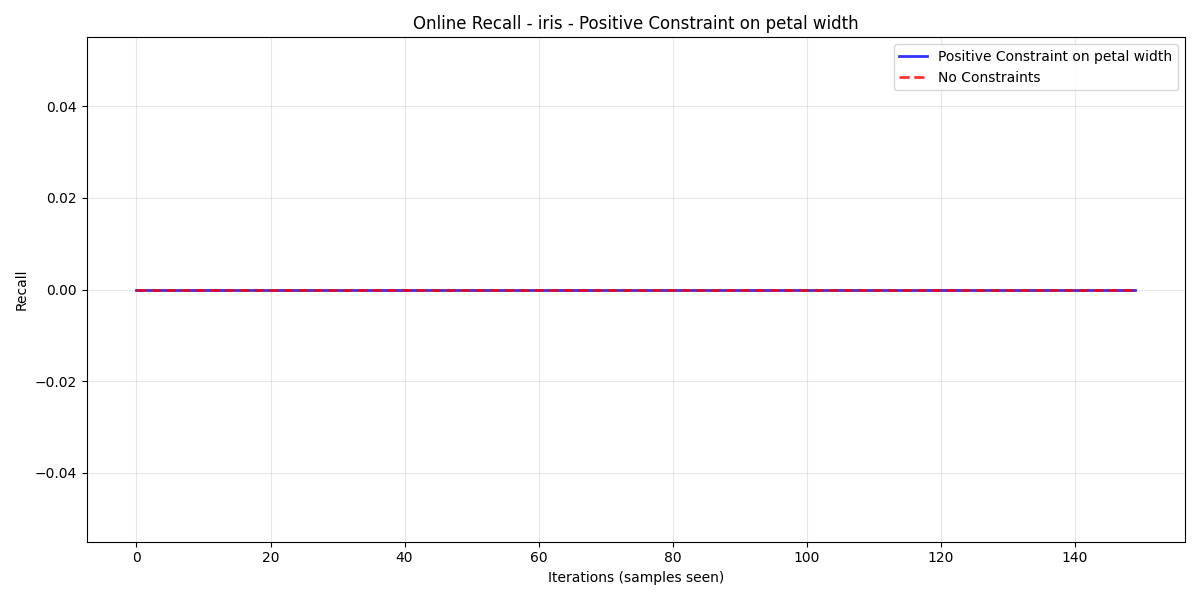 Online Recall - iris - Positive Constraint on petal width
Positive Constraint on petal width
No Constraints
0.04
0.02
0.00
−0.02
−0.04
Recall
0 20 40 60 80 100 120 140
Iterations (samples seen)